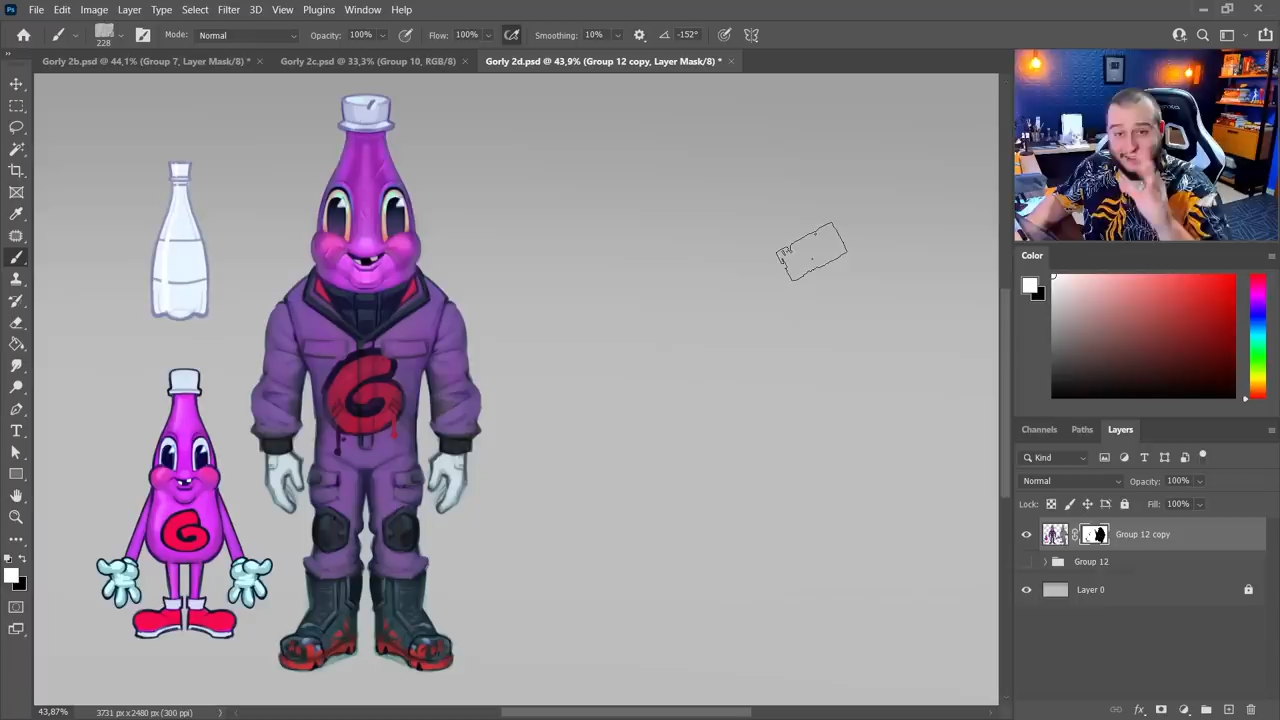 Ps File Edit Image Layer Type Select Filter 3D View Plugins Window Help
228 Mode: Normal Opacity: 100% Flow: 100% Smoothing: 10% -152°
Gorly 2b.psd @ 44,1% (Group 7, Layer Mask/8) * Gorly 2c.psd @ 33,3% (Group 10, RGB/8) Gorly 2d.psd @ 43,9% (Group 12 copy, Layer Mask/8) *
Color
G
G
Channels Paths Layers
Kind
Normal Opacity: 100%
Lock: Fill: 100%
Group 12 copy
Group 12
Layer 0
43,87% 3731 px x 2480 px (300 ppi)